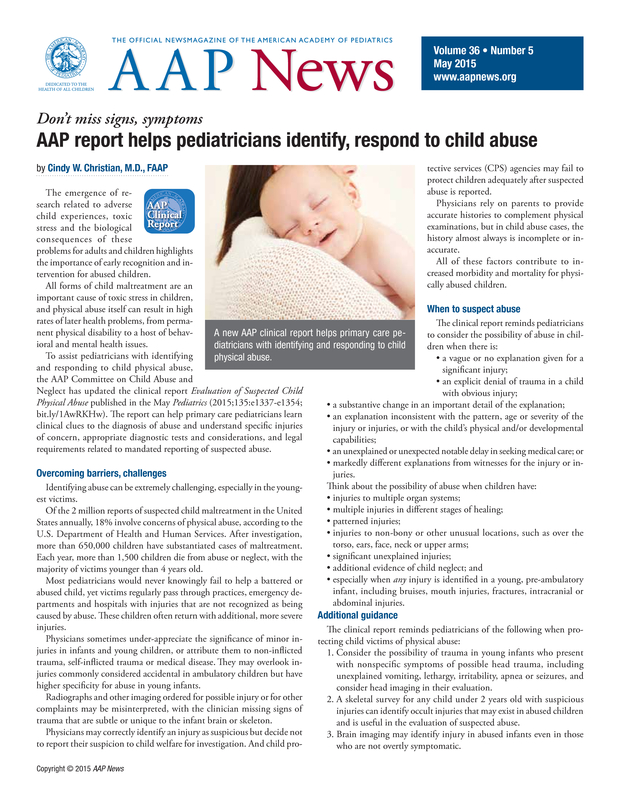 THE OFFICIAL NEWSMAGAZINE OF THE AMERICAN ACADEMY OF PEDIATRICS
AAP News
DEDICATED TO THE
HEALTH OF ALL CHILDREN
Volume 36 • Number 5
May 2015
www.aapnews.org
Don't miss signs, symptoms
AAP report helps pediatricians identify, respond to child abuse
by Cindy W. Christian, M.D., FAAP
The emergence of re-
search related to adverse
child experiences, toxic
stress and the biological
consequences of these
problems for adults and children highlights
the importance of early recognition and in-
tervention for abused children.
AAP
Clinical
Report
All forms of child maltreatment are an
important cause of toxic stress in children,
and physical abuse itself can result in high
rates of later health problems, from perma-
nent physical disability to a host of behav-
ioral and mental health issues.
To assist pediatricians with identifying
and responding to child physical abuse,
the AAP Committee on Child Abuse and
Neglect has updated the clinical report Evaluation of Suspected Child
Physical Abuse published in the May Pediatrics (2015;135:e1337-e1354;
bit.ly/1AwRKHw). The report can help primary care pediatricians learn
clinical clues to the diagnosis of abuse and understand specific injuries
of concern, appropriate diagnostic tests and considerations, and legal
requirements related to mandated reporting of suspected abuse.
A new AAP clinical report helps primary care pe-
diatricians with identifying and responding to child
physical abuse.
Overcoming barriers, challenges
Identifying abuse can be extremely challenging, especially in the young-
est victims.
Of the 2 million reports of suspected child maltreatment in the United
States annually, 18% involve concerns of physical abuse, according to the
U.S. Department of Health and Human Services. After investigation,
more than 650,000 children have substantiated cases of maltreatment.
Each year, more than 1,500 children die from abuse or neglect, with the
majority of victims younger than 4 years old.
Most pediatricians would never knowingly fail to help a battered or
abused child, yet victims regularly pass through practices, emergency de-
partments and hospitals with injuries that are not recognized as being
caused by abuse. These children often return with additional, more severe
injuries.
Physicians sometimes under-appreciate the significance of minor in-
juries in infants and young children, or attribute them to non-inflicted
trauma, self-inflicted trauma or medical disease. They may overlook in-
juries commonly considered accidental in ambulatory children but have
higher specificity for abuse in young infants.
Radiographs and other imaging ordered for possible injury or for other
complaints may be misinterpreted, with the clinician missing signs of
trauma that are subtle or unique to the infant brain or skeleton.
Physicians may correctly identify an injury as suspicious but decide not
to report their suspicion to child welfare for investigation. And child pro-
tective services (CPS) agencies may fail to
protect children adequately after suspected
abuse is reported.
Physicians rely on parents to provide
accurate histories to complement physical
examinations, but in child abuse cases, the
history almost always is incomplete or in-
accurate.
All of these factors contribute to in-
creased morbidity and mortality for physi-
cally abused children.
When to suspect abuse
The clinical report reminds pediatricians
to consider the possibility of abuse in chil-
dren when there is:
• a vague or no explanation given for a
significant injury;
• an explicit denial of trauma in a child
with obvious injury;
• a substantive change in an important detail of the explanation;
• an explanation inconsistent with the pattern, age or severity of the
injury or injuries, or with the child's physical and/or developmental
capabilities;
• an unexplained or unexpected notable delay in seeking medical care; or
• markedly different explanations from witnesses for the injury or in-
juries.
Think about the possibility of abuse when children have:
• injuries to multiple organ systems;
• multiple injuries in different stages of healing;
• patterned injuries;
• injuries to non-bony or other unusual locations, such as over the
torso, ears, face, neck or upper arms;
• significant unexplained injuries;
• additional evidence of child neglect; and
• especially when any injury is identified in a young, pre-ambulatory
infant, including bruises, mouth injuries, fractures, intracranial or
abdominal injuries.
Additional guidance
The clinical report reminds pediatricians of the following when pro-
tecting child victims of physical abuse:
1. Consider the possibility of trauma in young infants who present
with nonspecific symptoms of possible head trauma, including
unexplained vomiting, lethargy, irritability, apnea or seizures, and
consider head imaging in their evaluation.
2. A skeletal survey for any child under 2 years old with suspicious
injuries can identify occult injuries that may exist in abused children
and is useful in the evaluation of suspected abuse.
3. Brain imaging may identify injury in abused infants even in those
who are not overtly symptomatic.
Copyright © 2015 AAP News